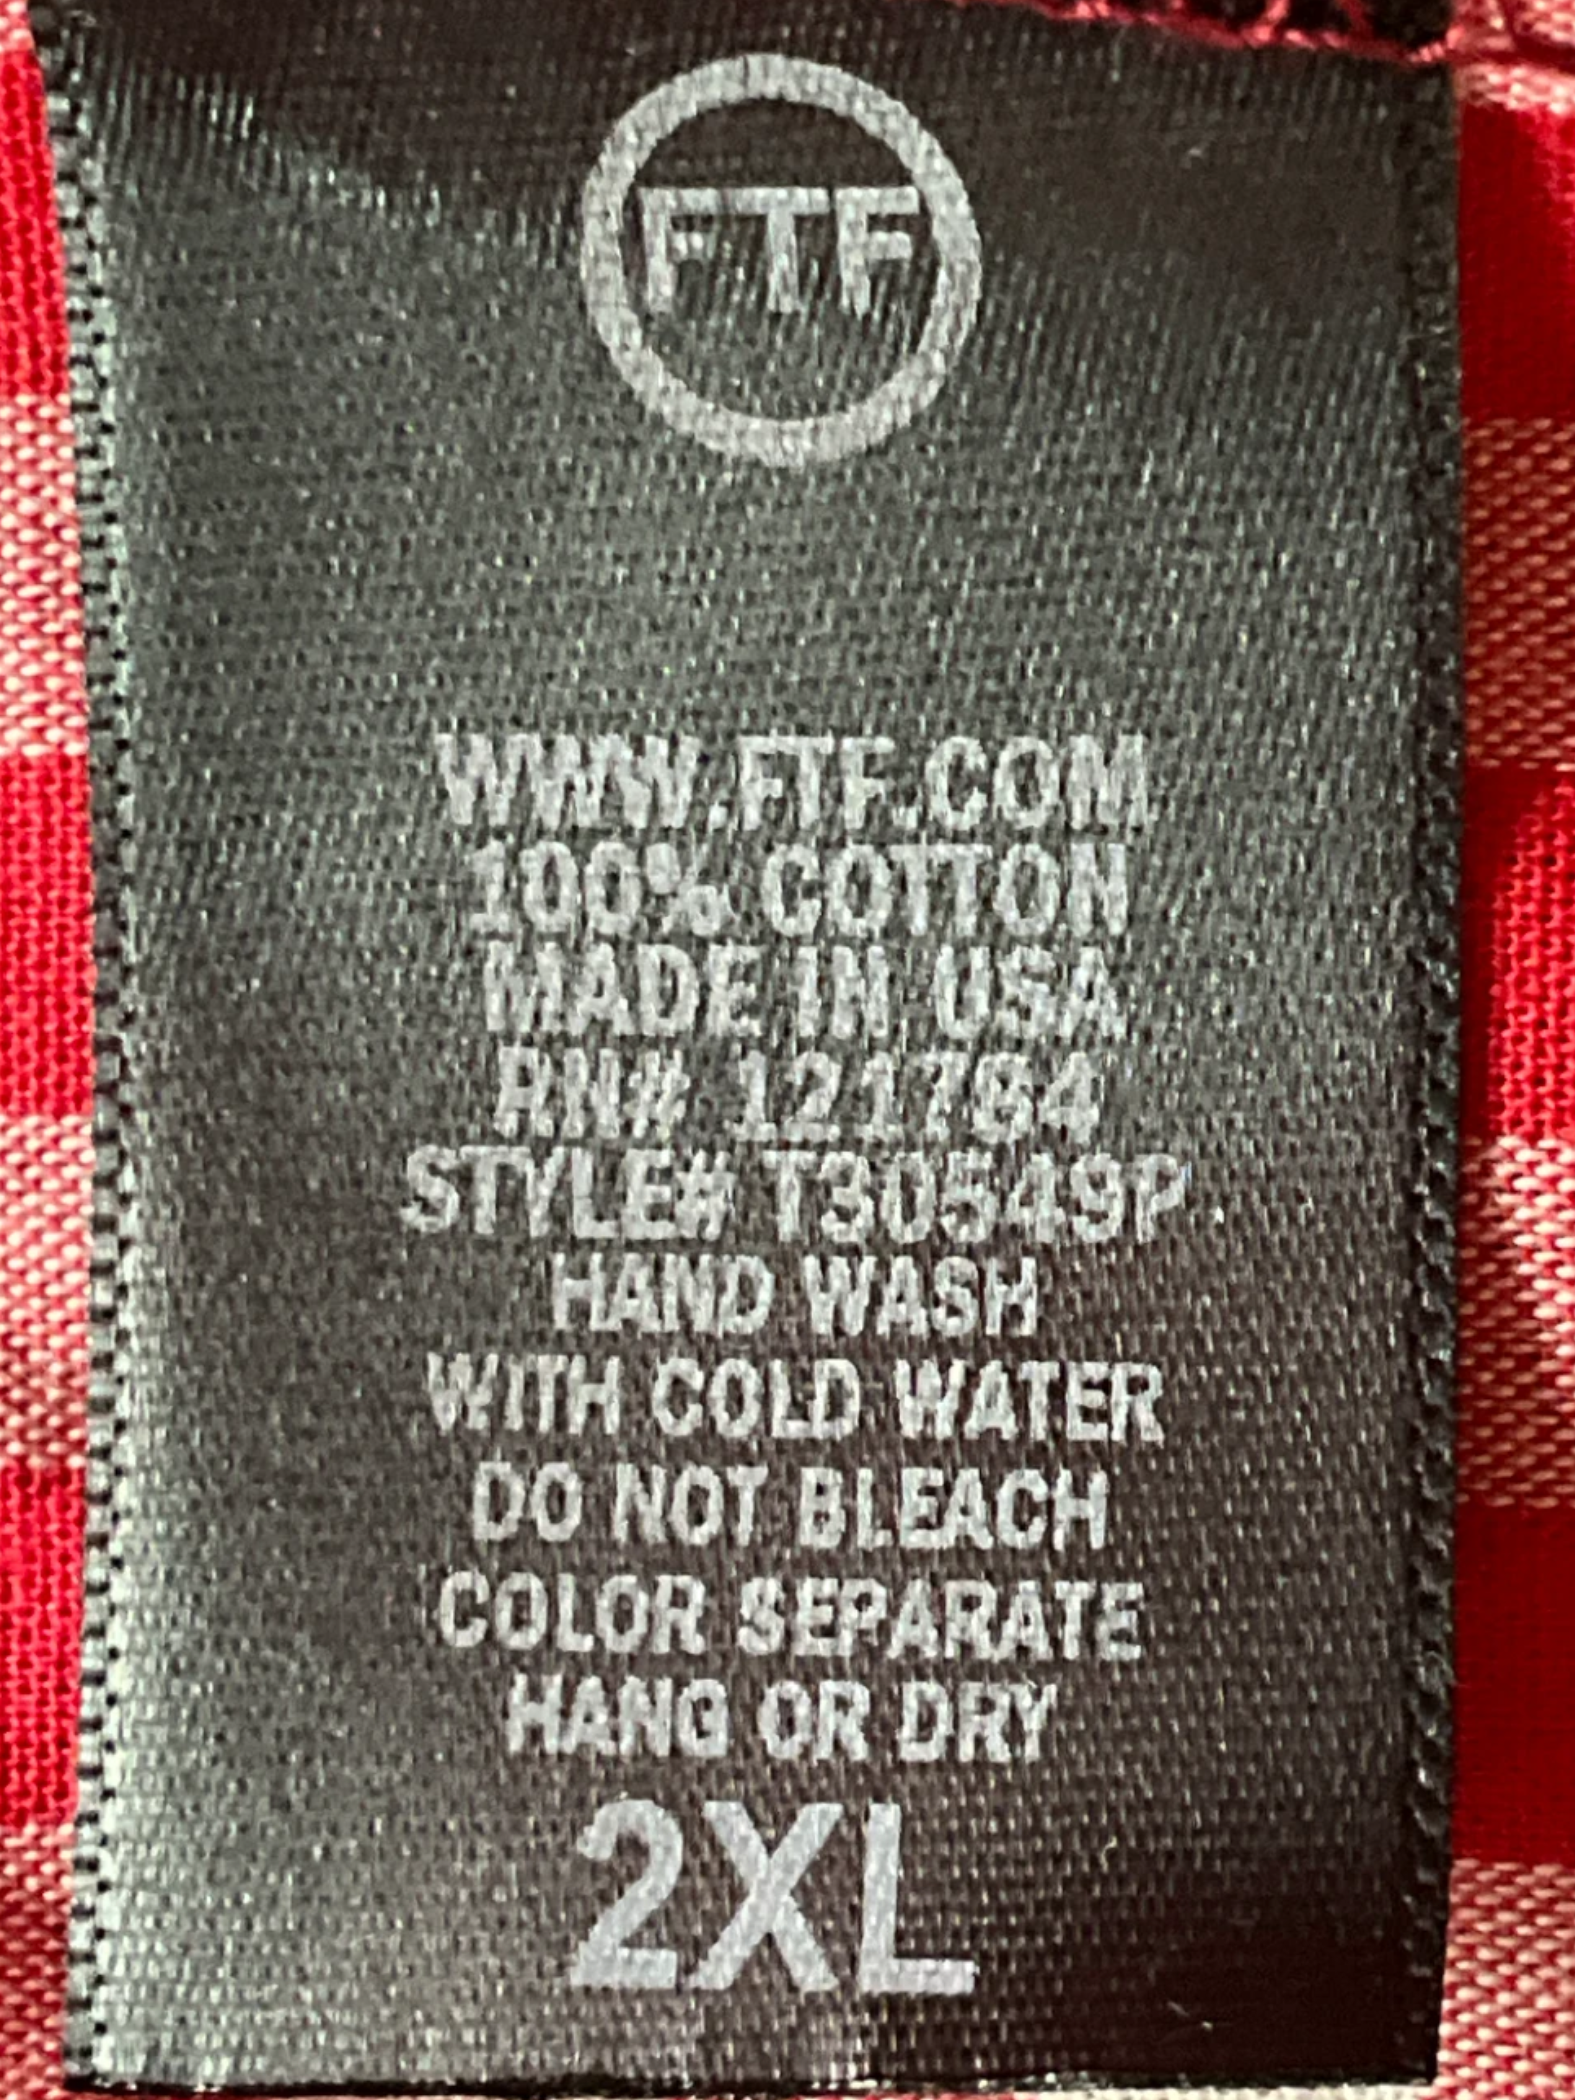 FTF
WWW.FTF.COM
100% COTTON
MADE IN USA
RN# 121784
STYLE# T30549P
HAND WASH
WITH COLD WATER
DO NOT BLEACH
COLOR SEPARATE
HANG OR DRY
2XL